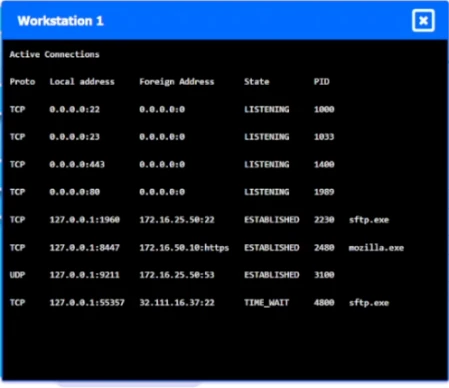 Workstation 1
Active Connections
Proto Local address Foreign Address State PID
TCP 0.0.0.0:22 0.0.0.0:0 LISTENING 1000
TCP 0.0.0.0:23 0.0.0.0:0 LISTENING 1033
TCP 0.0.0.0:443 0.0.0.0:0 LISTENING 1400
TCP 0.0.0.0:80 0.0.0.0:0 LISTENING 1989
TCP 127.0.0.1:1960 172.16.25.50:22 ESTABLISHED 2230 sftp.exe
TCP 127.0.0.1:8447 172.16.50.10:https ESTABLISHED 2480 mozilla.exe
UDP 127.0.0.1:9211 172.16.25.50:53 ESTABLISHED 3100
TCP 127.0.0.1:55357 32.111.16.37:22 TIME_WAIT 4800 sftp.exe